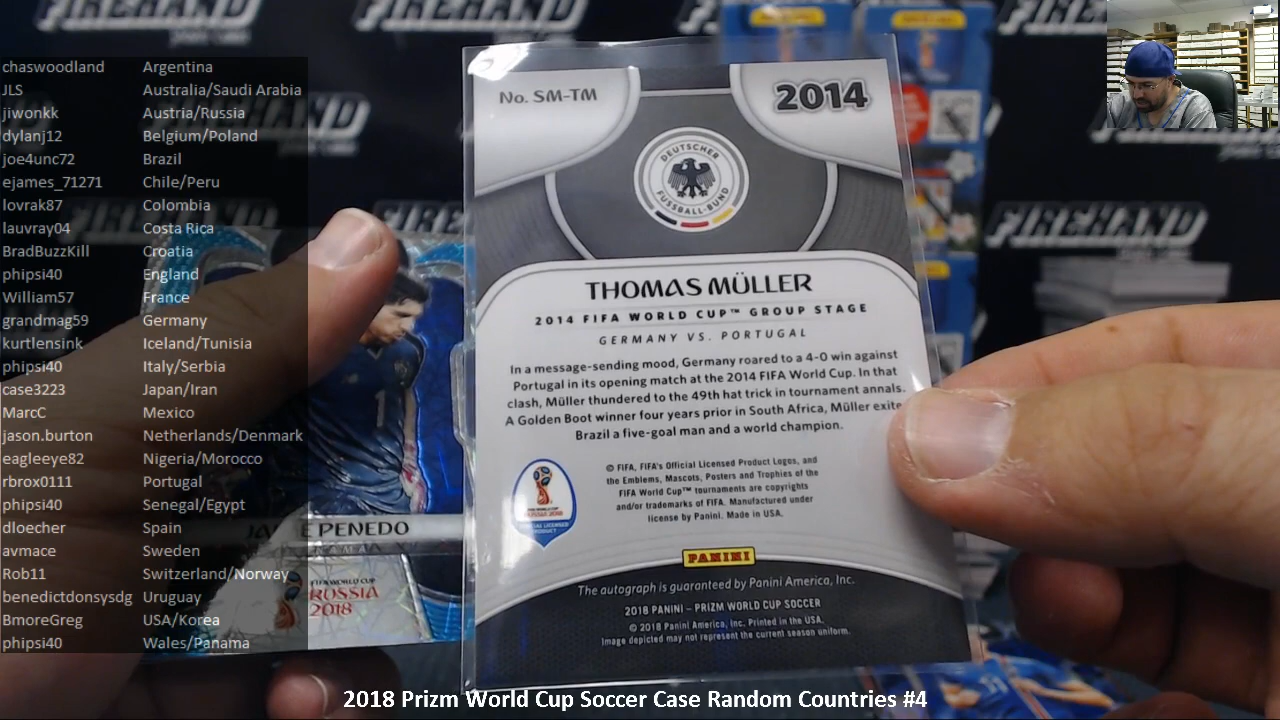 FIREHAND
FIREHAND
FIREHAND
chaswoodland Argentina
JLS Australia/Saudi Arabia
jiwonkk Austria/Russia
dylanj12 Belgium/Poland
joe4unc72 Brazil
ejames_71271 Chile/Peru
lovrak87 Colombia
lauvray04 Costa Rica
BradBuzzKill Croatia
phipsi40 England
William57 France
grandmag59 Germany
kurtlensink Iceland/Tunisia
phipsi40 Italy/Serbia
case3223 Japan/Iran
MarcC Mexico
jason.burton Netherlands/Denmark
eagleeye82 Nigeria/Morocco
rbrox0111 Portugal
phipsi40 Senegal/Egypt
dloecher Spain
avmace Sweden
Rob11 Switzerland/Norway
benedictdonsysdg Uruguay
BmoreGreg USA/Korea
phipsi40 Wales/Panama
No. SM-TM
2014
DEUTSCHER
FUSSBALL-BUND
THOMAS MÜLLER
2014 FIFA WORLD CUP™ GROUP STAGE
GERMANY VS. PORTUGAL
In a message-sending mood, Germany roared to a 4-0 win against
Portugal in its opening match at the 2014 FIFA World Cup. In that
clash, Müller thundered to the 49th hat trick in tournament annals.
A Golden Boot winner four years prior in South Africa, Müller exite
Brazil a five-goal man and a world champion.
© FIFA, FIFA's Official Licensed Product Logos, and
the Emblems, Mascots, Posters and Trophies of the
FIFA World Cup™ tournaments are copyrights
and/or trademarks of FIFA. Manufactured under
license by Panini. Made in USA.
PANINI
The autograph is guaranteed by Panini America, Inc.
2018 PANINI – PRIZM WORLD CUP SOCCER
© 2018 Panini America, Inc. Printed in the USA.
Image depicted may not represent the current season uniform.
1
E PENEDO
FIFA WORLD CUP
RUSSIA
2018
FIREHAND
2018 Prizm World Cup Soccer Case Random Countries #4